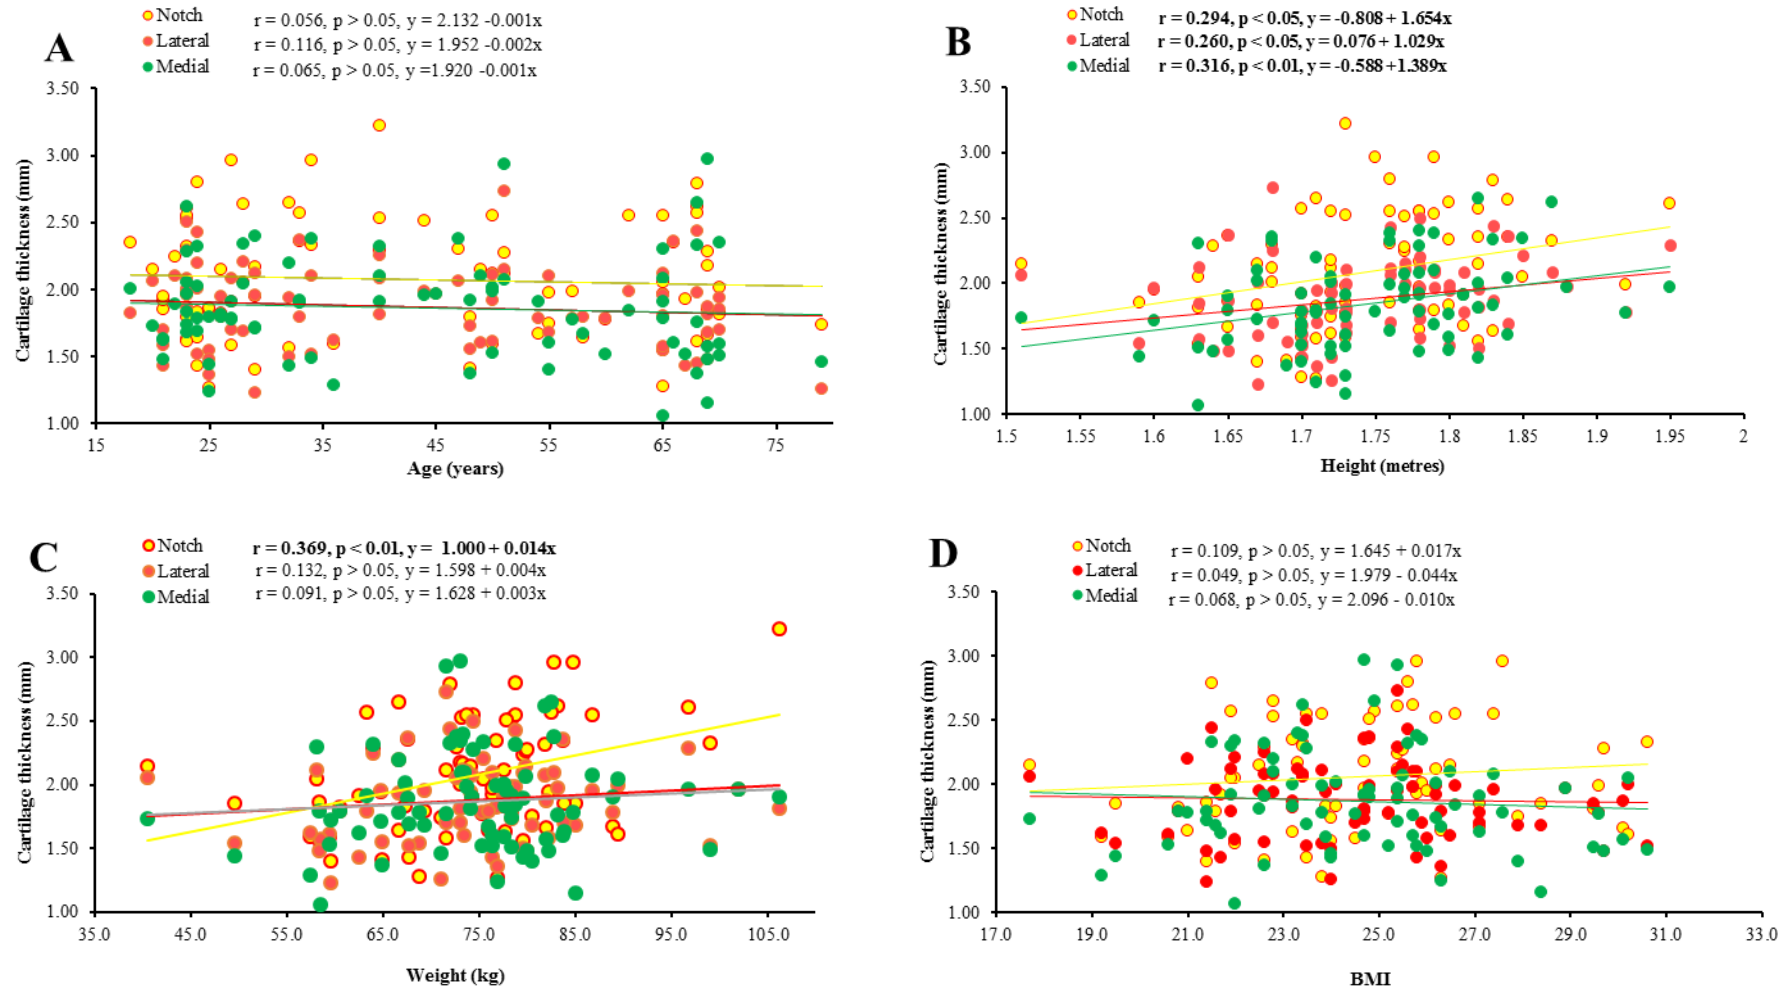 A
Notch r = 0.056, p > 0.05, y = 2.132 -0.001x
Lateral r = 0.116, p > 0.05, y = 1.952 -0.002x
Medial r = 0.065, p > 0.05, y =1.920 -0.001x
3.50
3.00
2.50
2.00
1.50
1.00
Cartilage thickness (mm)
15 25 35 45 55 65 75
Age (years)
B
Notch r = 0.294, p < 0.05, y = -0.808 + 1.654x
Lateral r = 0.260, p < 0.05, y = 0.076 + 1.029x
Medial r = 0.316, p < 0.01, y = -0.588 +1.389x
3.50
3.00
2.50
2.00
1.50
1.00
Cartilage thickness (mm)
1.5 1.55 1.6 1.65 1.7 1.75 1.8 1.85 1.9 1.95 2
Height (metres)
C
Notch r = 0.369, p < 0.01, y = 1.000 + 0.014x
Lateral r = 0.132, p > 0.05, y = 1.598 + 0.004x
Medial r = 0.091, p > 0.05, y = 1.628 + 0.003x
3.50
3.00
2.50
2.00
1.50
1.00
Cartilage thickness (mm)
35.0 45.0 55.0 65.0 75.0 85.0 95.0 105.0
Weight (kg)
D
Notch r = 0.109, p > 0.05, y = 1.645 + 0.017x
Lateral r = 0.049, p > 0.05, y = 1.979 - 0.044x
Medial r = 0.068, p > 0.05, y = 2.096 - 0.010x
3.50
3.00
2.50
2.00
1.50
1.00
Cartilage thickness (mm)
17.0 19.0 21.0 23.0 25.0 27.0 29.0 31.0 33.0
BMI